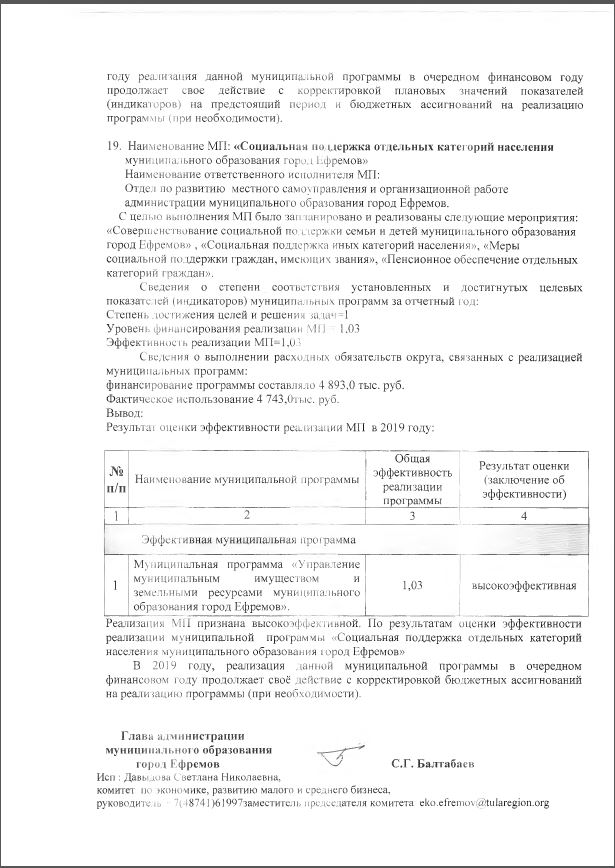 году реализация данной муниципальной программы в очередном финансовом году
продолжает свое действие с корректировкой плановых значений показателей
(индикаторов) на предстоящий период и бюджетных ассигнований на реализацию
программы (при необходимости).
19. Наименование МП: «Социальная поддержка отдельных категорий населения
муниципального образования город Ефремов»
Наименование ответственного исполнителя МП:
Отдел по развитию местного самоуправления и организационной работе
администрации муниципального образования город Ефремов.
С целью выполнения МП было запланировано и реализованы следующие мероприятия:
«Совершенствование социальной поддержки семьи и детей муниципального образования
город Ефремов» , «Социальная поддержка иных категорий населения», «Меры
социальной поддержки граждан, имеющих звания», «Пенсионное обеспечение отдельных
категорий граждан».
Сведения о степени соответствия установленных и достигнутых целевых
показателей (индикаторов) муниципальных программ за отчетный год:
Степень достижения целей и решения задач=1
Уровень финансирования реализации МП = 1,03
Эффективность реализации МП=1,03
Сведения о выполнении расходных обязательств округа, связанных с реализацией
муниципальных программ:
финансирование программы составляло 4 893,0 тыс. руб.
Фактическое использование 4 743,0тыс. руб.
Вывод:
Результат оценки эффективности реализации МП в 2019 году:
№ п/п Наименование муниципальной программы Общая эффективность реализации программы Результат оценки (заключение об эффективности)
1 2 3 4
Эффективная муниципальная программа
1 Муниципальная программа «Управление 1,03 высокоэффективная
муниципальным имуществом и
земельными ресурсами муниципального
образования город Ефремов».
Реализация МП признана высокоэффективной. По результатам оценки эффективности
реализации муниципальной программы «Социальная поддержка отдельных категорий
населения муниципального образования город Ефремов»
В 2019 году, реализация данной муниципальной программы в очередном
финансовом году продолжает своё действие с корректировкой бюджетных ассигнований
на реализацию программы (при необходимости).
Глава администрации
муниципального образования
город Ефремов С.Г. Балтабаев
Исп : Давыдова Светлана Николаевна,
комитет по экономике, развитию малого и среднего бизнеса,
руководитель 7(48741)61997заместитель председателя комитета eko.efremov@tularegion.org